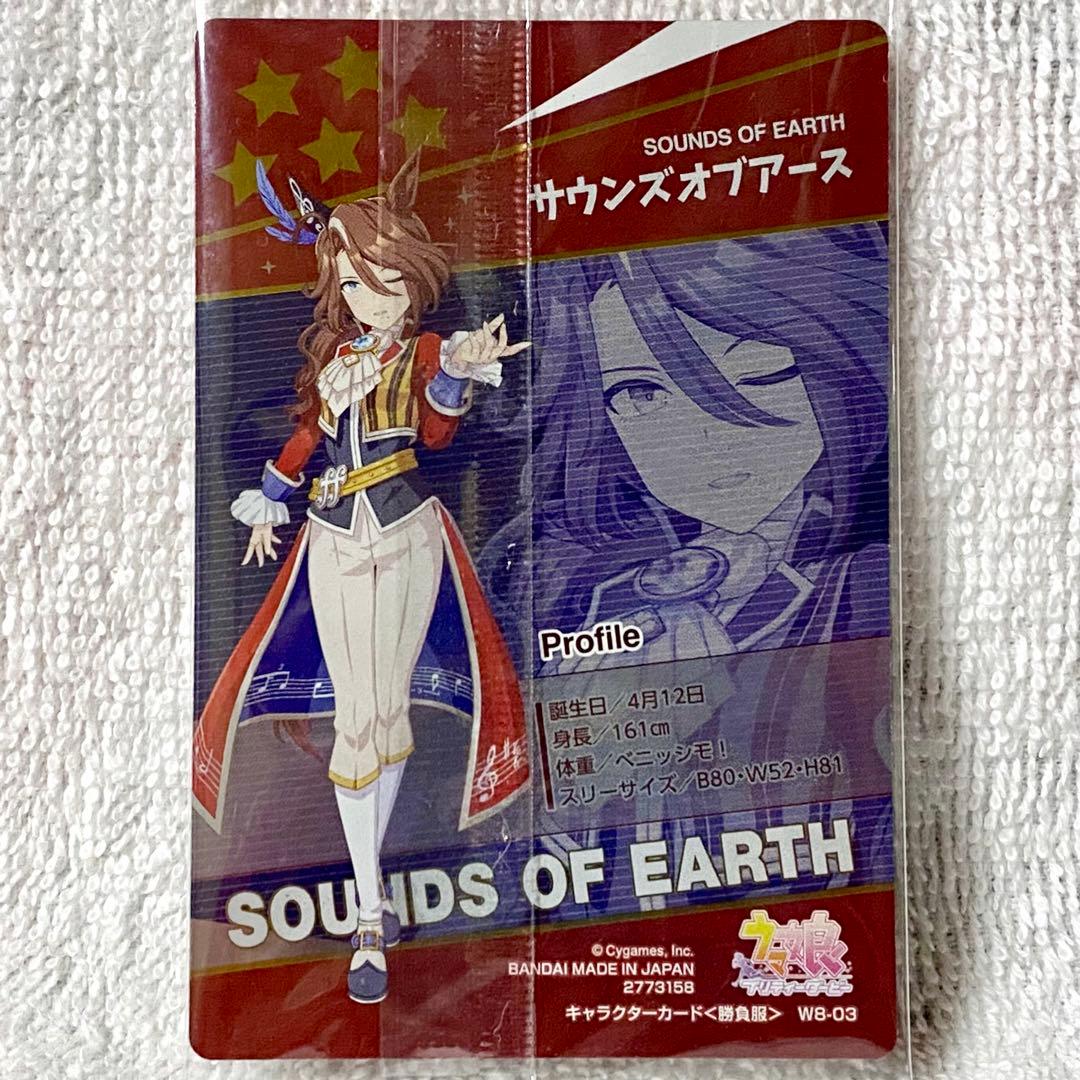 SOUNDS OF EARTH
サウンズオブアース
ff
Profile
誕生日/4月12日
身長/161㎝
体重/ベニッシモ!
スリーサイズ/B80・W52・H81
SOUNDS OF EARTH
© Cygames, Inc.
BANDAI MADE IN JAPAN
2773158
ウマ娘
プリティーダービー
キャラクターカード<勝負服> W8-03